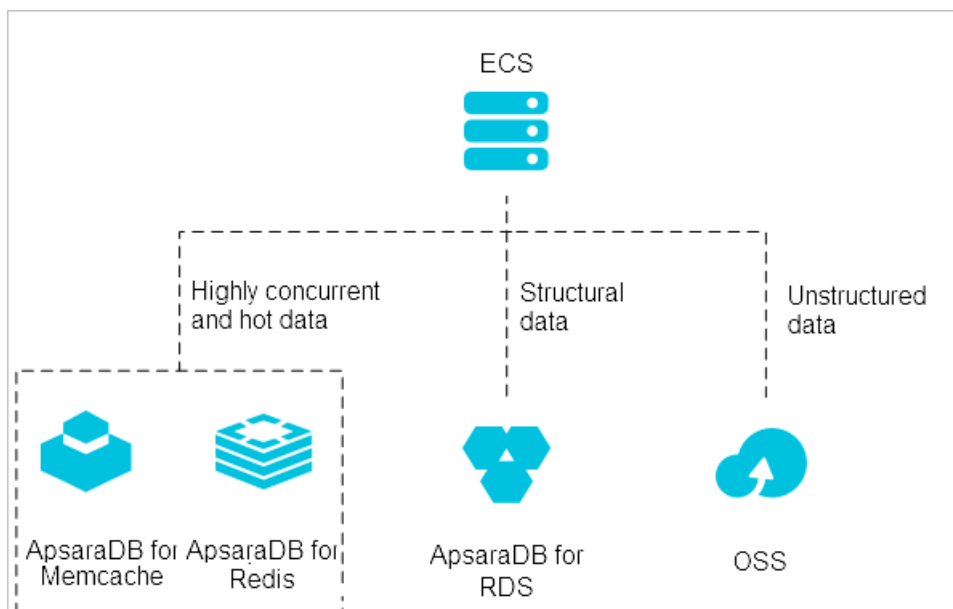 ECS
Highly concurrent
and hot data
Structural
data
Unstructured
data
ApsaraDB for
Memcache
ApsaraDB for
Redis
ApsaraDB for
RDS
OSS